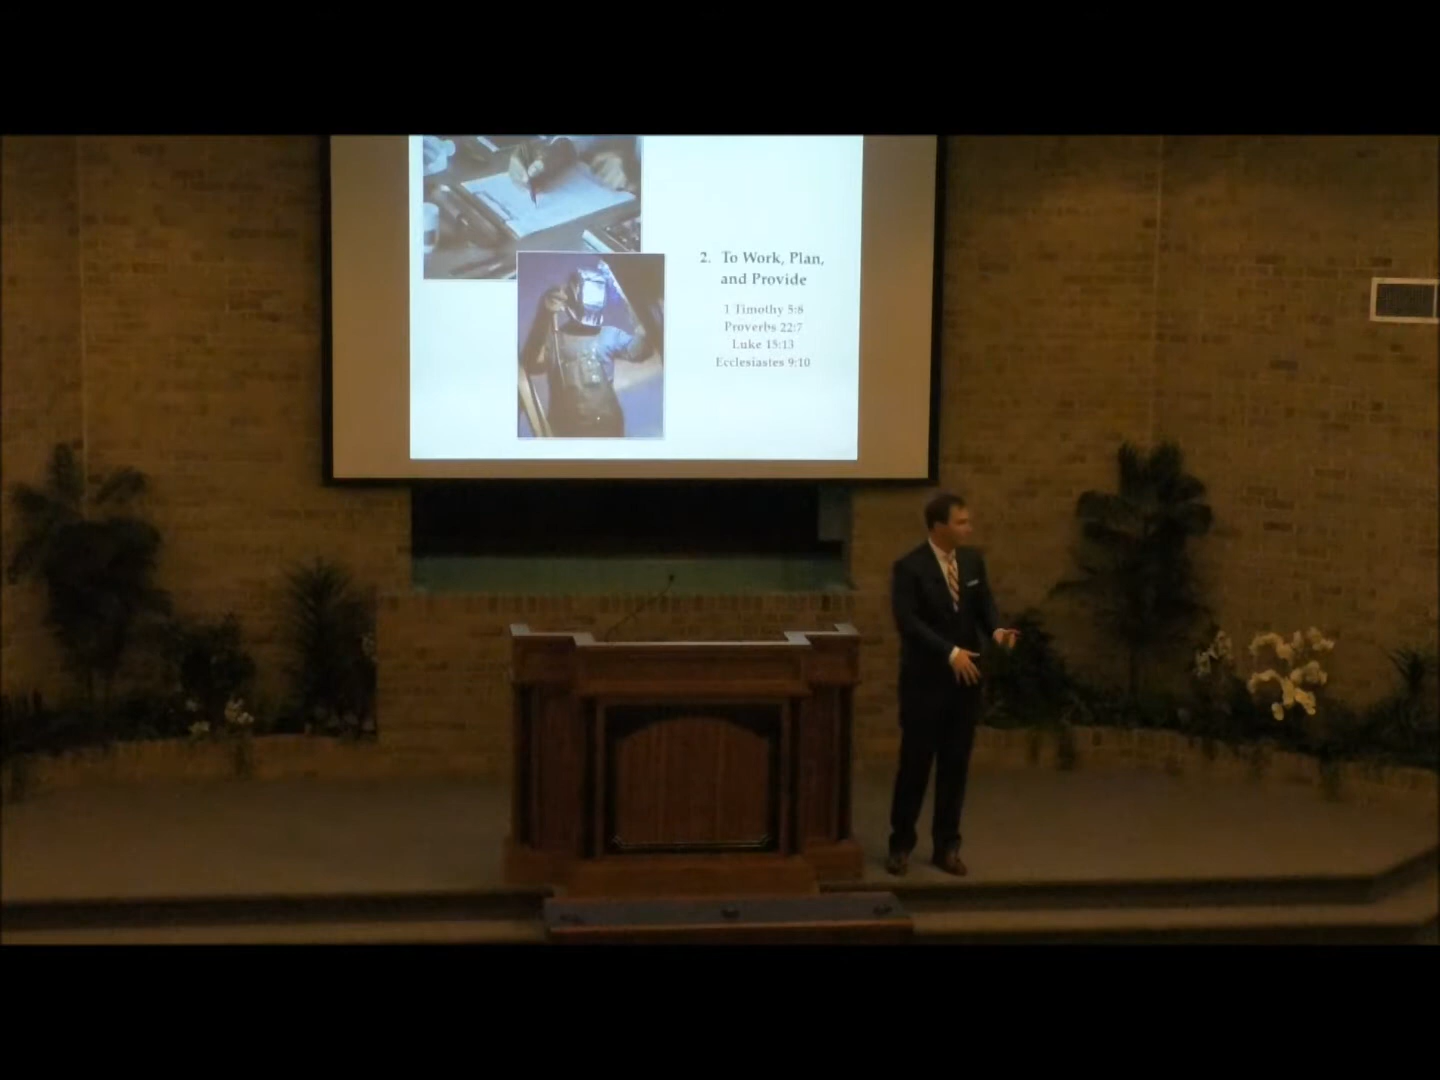 2. To Work, Plan,
and Provide
1 Timothy 5:8
Proverbs 22:7
Luke 15:13
Ecclesiastes 9:10